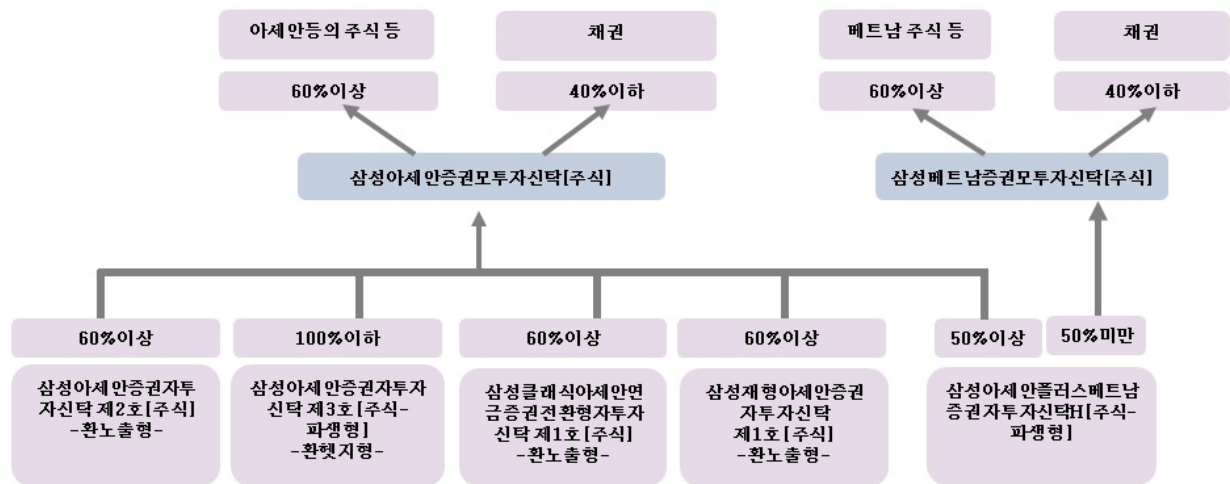 아세안등의 주식 등
채권
베트남 주식 등
채권
60%이상
40%이하
60%이상
40%이하
삼성아세안증권모투자신탁[주식]
삼성베트남증권모투자신탁[주식]
60%이상
100%이하
60%이상
60%이상
50%이상
50%미만
삼성아세안증권자투
자신탁 제2호[주식]
-환노출형-
삼성아세안증권자투자
신탁 제3호[주식-
파생형]
-환헷지형-
삼성클래식아세안연
금증권전환형자투자
신탁 제1호[주식]
-환노출형-
삼성재형아세안증권
자투자신탁
제1호[주식]
-환노출형-
삼성아세안플러스베트남
증권자투자신탁H[주식-
파생형]